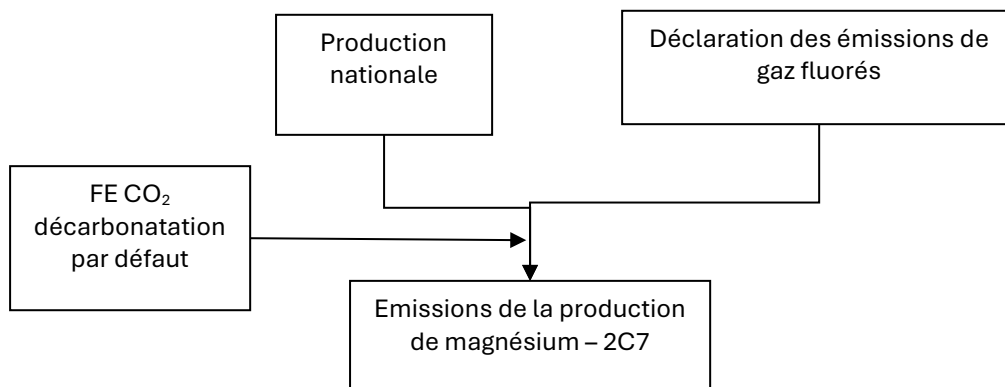 Production
nationale
Déclaration des émissions de
gaz fluorés
FE CO₂
décarbonatation
par défaut
Emissions de la production
de magnésium – 2C7